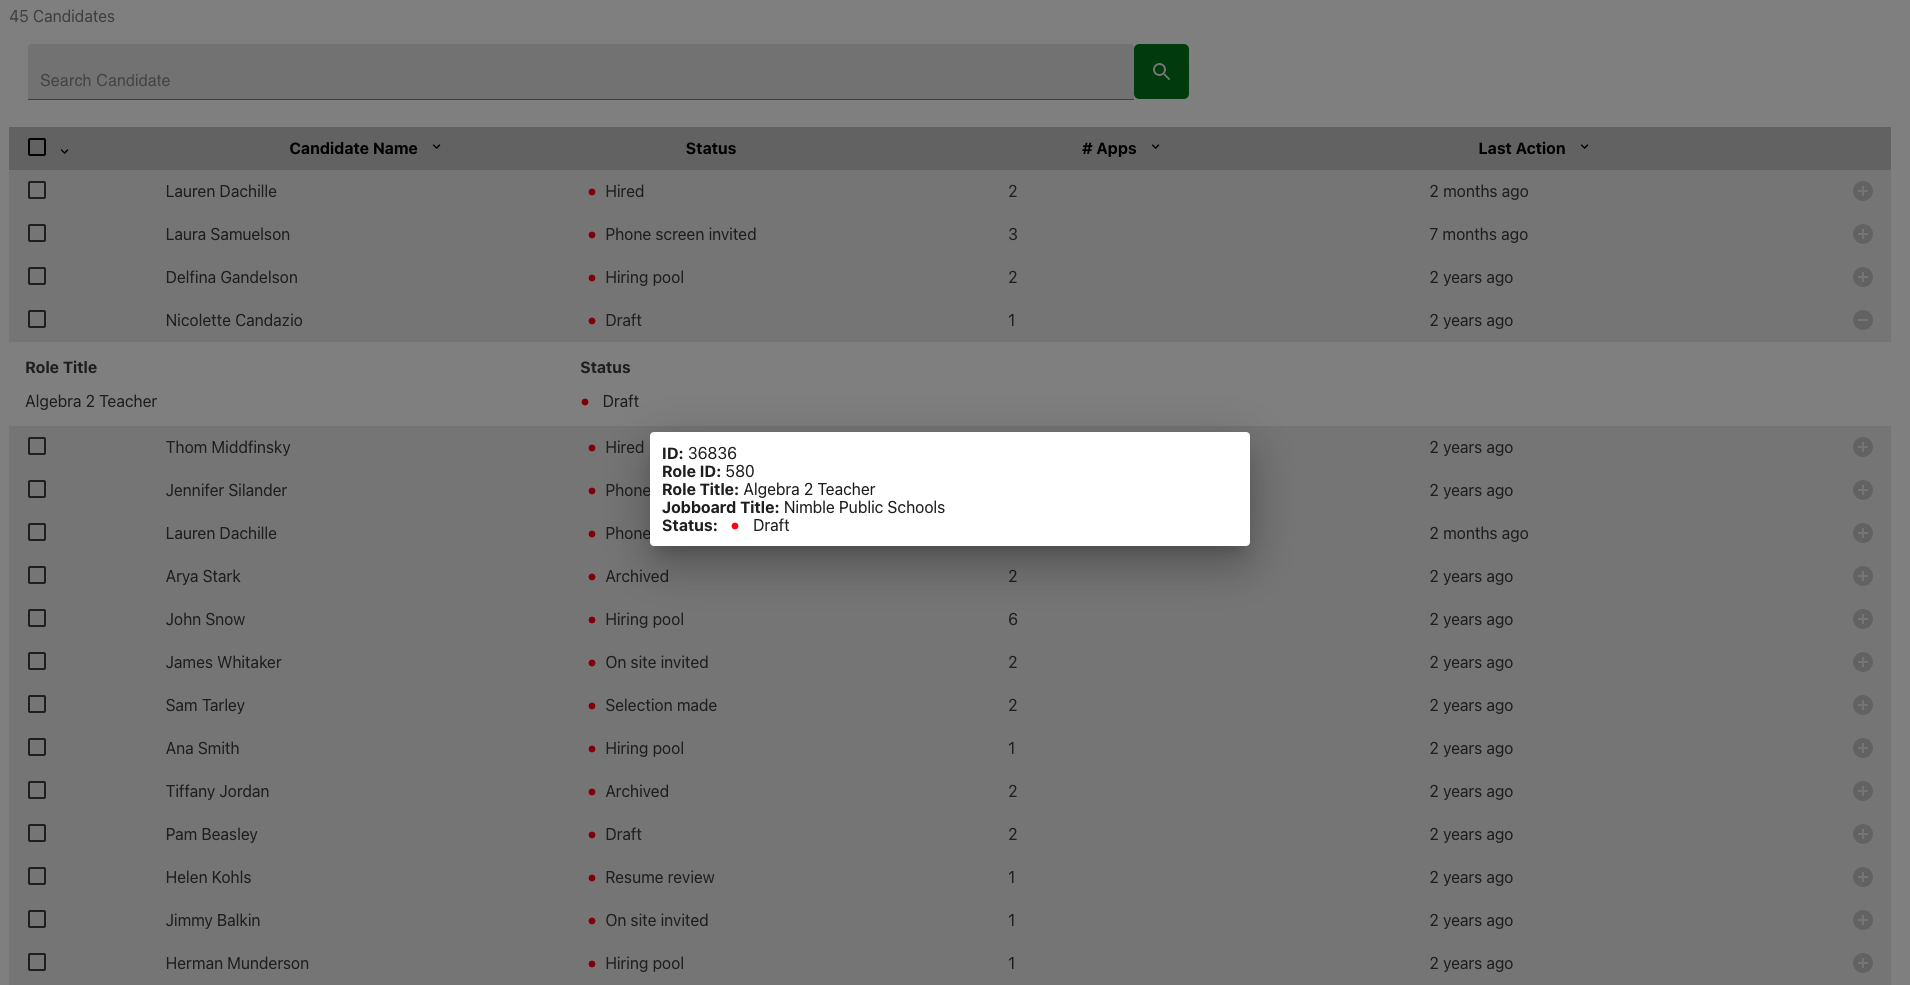 45 Candidates
Search Candidate
Candidate Name Status # Apps Last Action
Lauren Dachille Hired 2 2 months ago
Laura Samuelson Phone screen invited 3 7 months ago
Delfina Gandelson Hiring pool 2 2 years ago
Nicolette Candazio Draft 1 2 years ago
Role Title Status
Algebra 2 Teacher Draft
Thom Middfinsky Hired 2 years ago
Jennifer Silander Phone 2 years ago
Lauren Dachille Phone 2 months ago
ID: 36836
Role ID: 580
Role Title: Algebra 2 Teacher
Jobboard Title: Nimble Public Schools
Status: Draft
Arya Stark Archived 2 2 years ago
John Snow Hiring pool 6 2 years ago
James Whitaker On site invited 2 2 years ago
Sam Tarley Selection made 2 2 years ago
Ana Smith Hiring pool 1 2 years ago
Tiffany Jordan Archived 2 2 years ago
Pam Beasley Draft 2 2 years ago
Helen Kohls Resume review 1 2 years ago
Jimmy Balkin On site invited 1 2 years ago
Herman Munderson Hiring pool 1 2 years ago